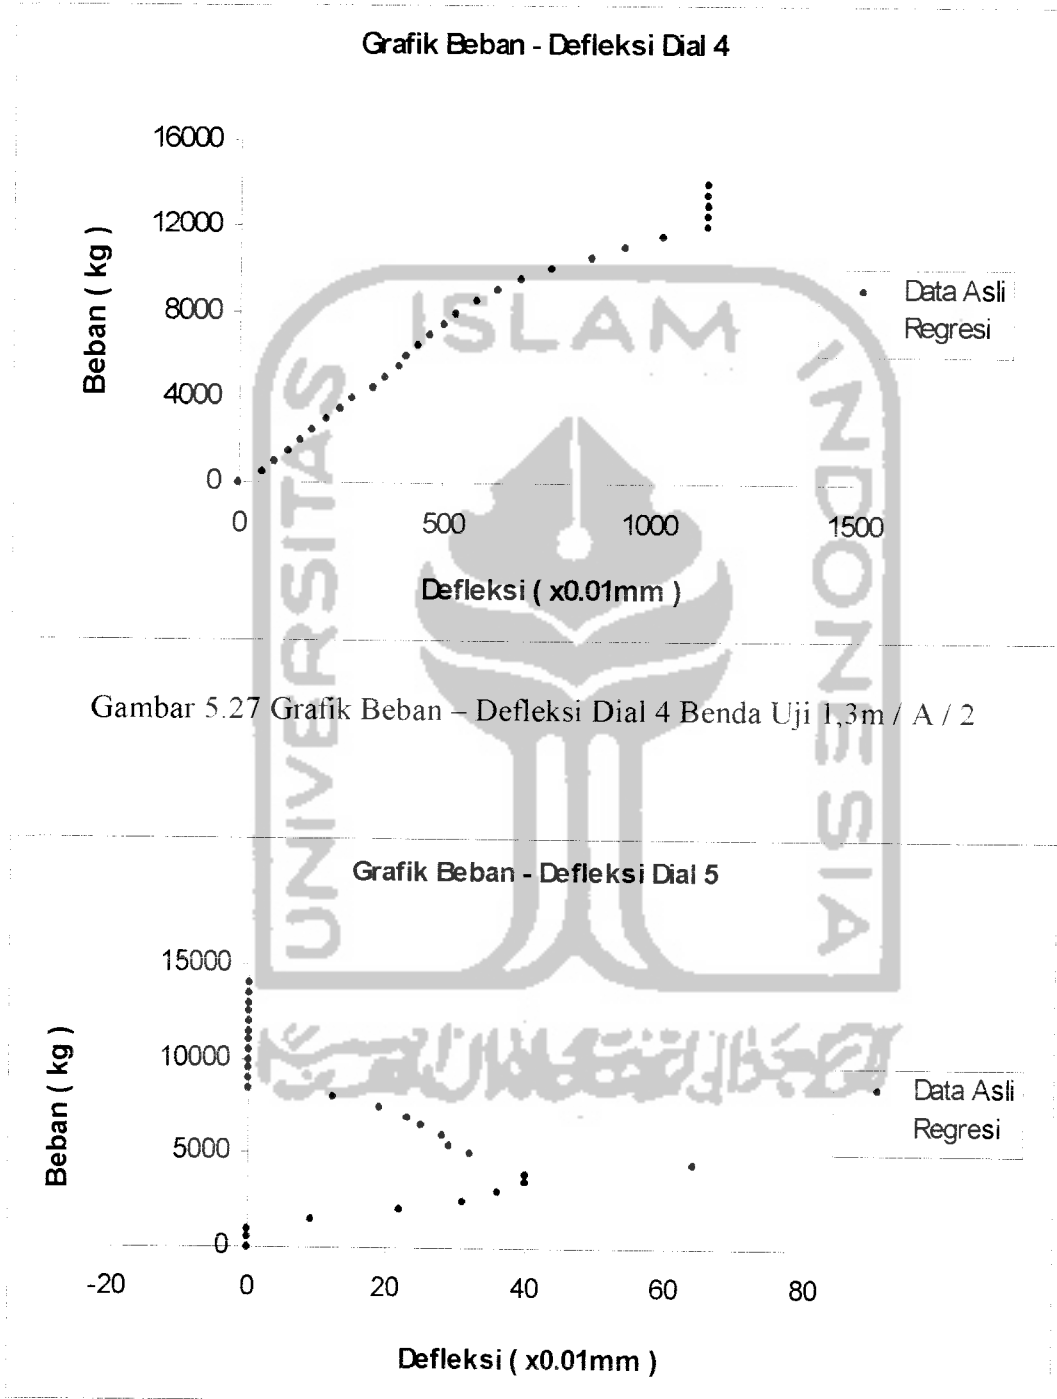 Grafik Beban - Defleksi Dial 4
16000
12000
8000
4000
0
0 500 1000 1500
Beban ( kg )
Defleksi ( x0.01mm )
Data Asli
Regresi
Gambar 5.27 Grafik Beban – Defleksi Dial 4 Benda Uji 1,3m / A / 2
Grafik Beban - Defleksi Dial 5
15000
10000
5000
0
-20 0 20 40 60 80
Beban ( kg )
Defleksi ( x0.01mm )
Data Asli
Regresi
UNIVERSITAS
ISLAM
INDONESIA